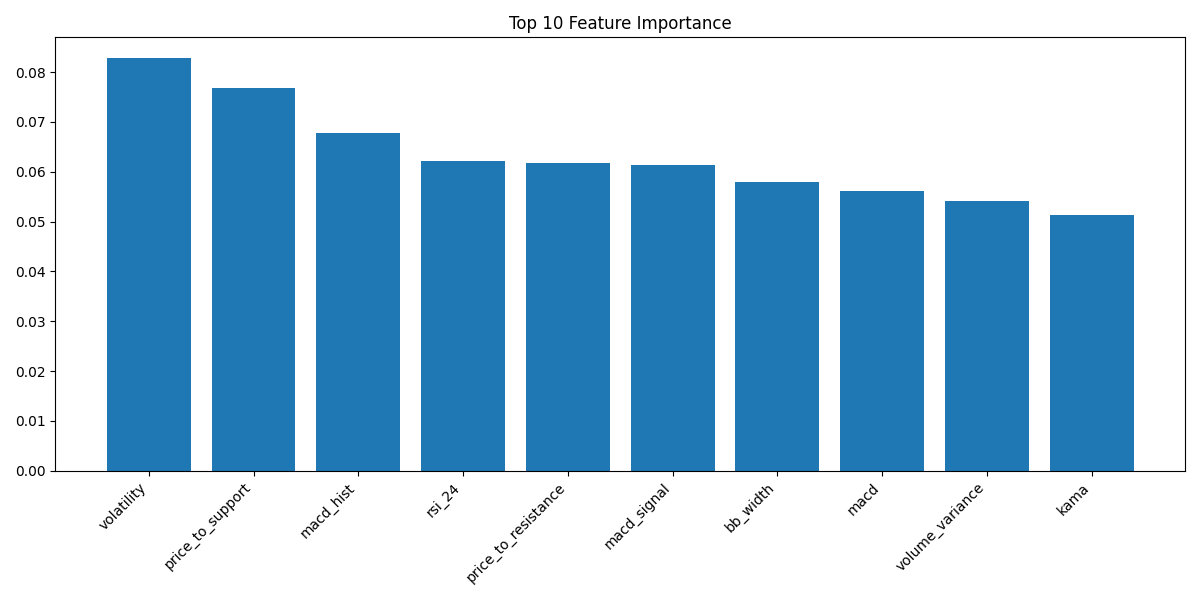 Top 10 Feature Importance
0.08
0.07
0.06
0.05
0.04
0.03
0.02
0.01
0.00
volatility
price_to_support
macd_hist
rsi_24
price_to_resistance
macd_signal
bb_width
macd
volume_variance
kama